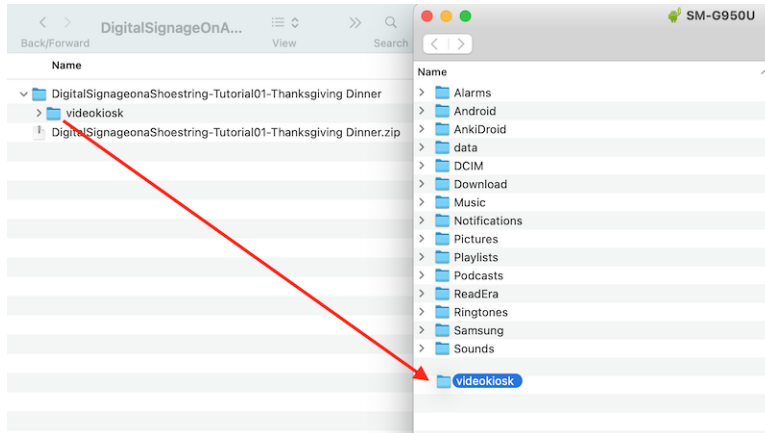 DigitalSignageOnA...
Back/Forward
View
Search
Name
DigitalSignageonaShoestring-Tutorial01-Thanksgiving Dinner
videokiosk
DigitalSignageonaShoestring-Tutorial01-Thanksgiving Dinner.zip
SM-G950U
Name
Alarms
Android
AnkiDroid
data
DCIM
Download
Music
Notifications
Pictures
Playlists
Podcasts
ReadEra
Ringtones
Samsung
Sounds
videokiosk